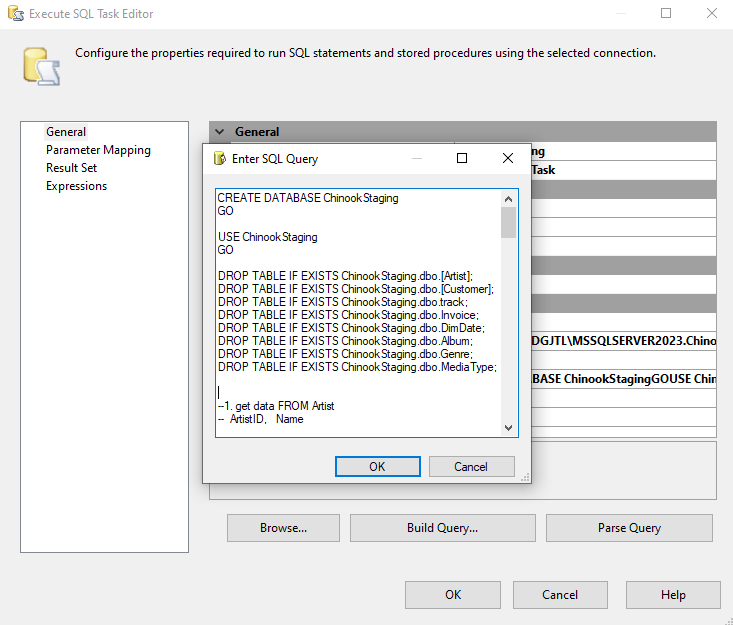 Execute SQL Task Editor
Configure the properties required to run SQL statements and stored procedures using the selected connection.
General
Parameter Mapping
Result Set
Expressions
General
ng
Task
DGJTL\MSSQLSERVER2023.Chino
BASE ChinookStagingGOUSE Chin
Enter SQL Query
CREATE DATABASE ChinookStaging
GO
USE ChinookStaging
GO
DROP TABLE IF EXISTS ChinookStaging.dbo.[Artist];
DROP TABLE IF EXISTS ChinookStaging.dbo.[Customer];
DROP TABLE IF EXISTS ChinookStaging.dbo.track;
DROP TABLE IF EXISTS ChinookStaging.dbo.Invoice;
DROP TABLE IF EXISTS ChinookStaging.dbo.DimDate;
DROP TABLE IF EXISTS ChinookStaging.dbo.Album;
DROP TABLE IF EXISTS ChinookStaging.dbo.Genre;
DROP TABLE IF EXISTS ChinookStaging.dbo.MediaType;
--1. get data FROM Artist
-- ArtistID, Name
OK
Cancel
Browse...
Build Query...
Parse Query
OK
Cancel
Help